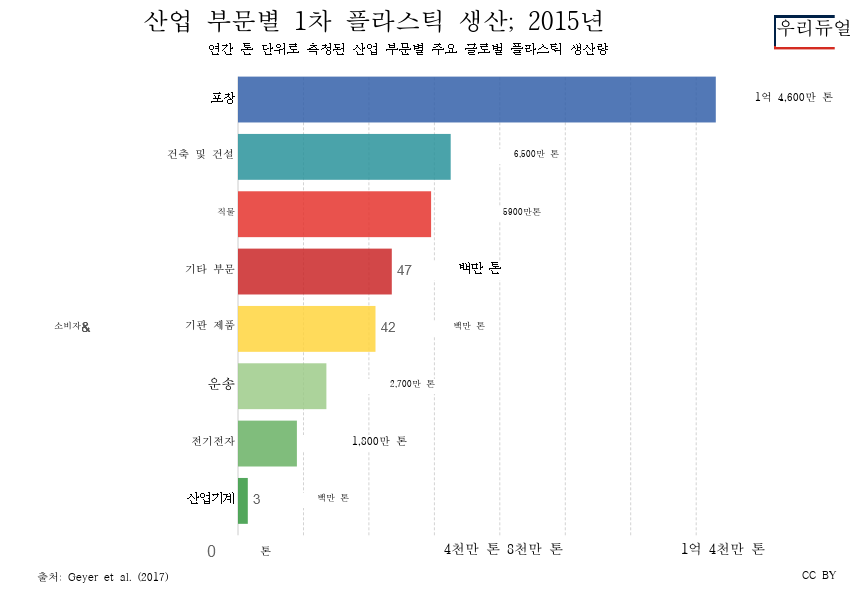 산업 부문별 1차 플라스틱 생산; 2015년
우리듀얼
연간 톤 단위로 측정된 산업 부문별 주요 글로벌 플라스틱 생산량
포장 1억 4,600만 톤
건축 및 건설 6,500만 톤
직물 5900만톤
기타 부문 47 백만 톤
소비자& 기관 제품 42 백만 톤
운송 2,700만 톤
전기전자 1,800만 톤
산업기계 3 백만 톤
0 톤 4천만 톤 8천만 톤 1억 4천만 톤
출처: Geyer et al. (2017) CC BY